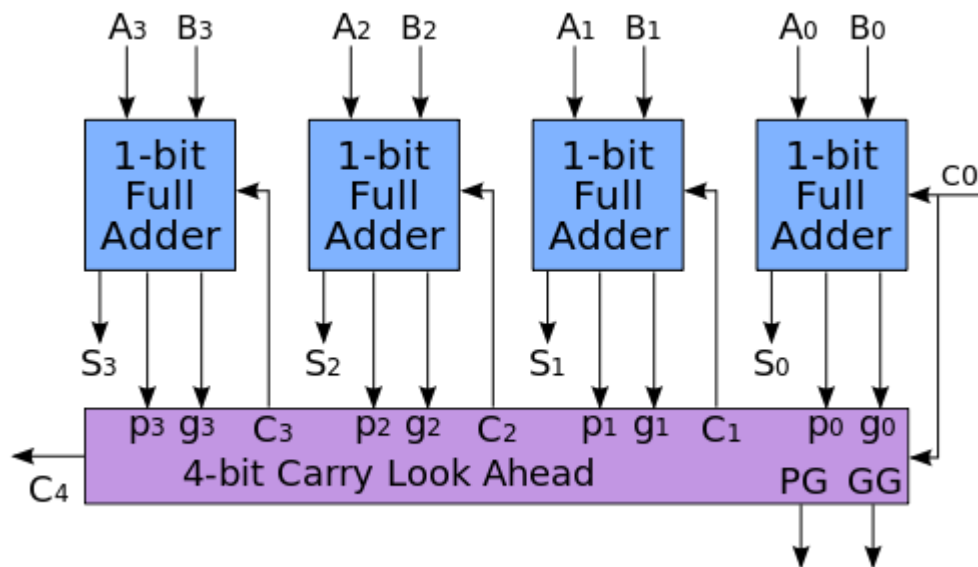 A3 B3 A2 B2 A1 B1 A0 B0
1-bit Full Adder
1-bit Full Adder
1-bit Full Adder
1-bit Full Adder
C0
S3 S2 S1 S0
p3 g3 C3 p2 g2 C2 p1 g1 C1 p0 g0
4-bit Carry Look Ahead PG GG
C4